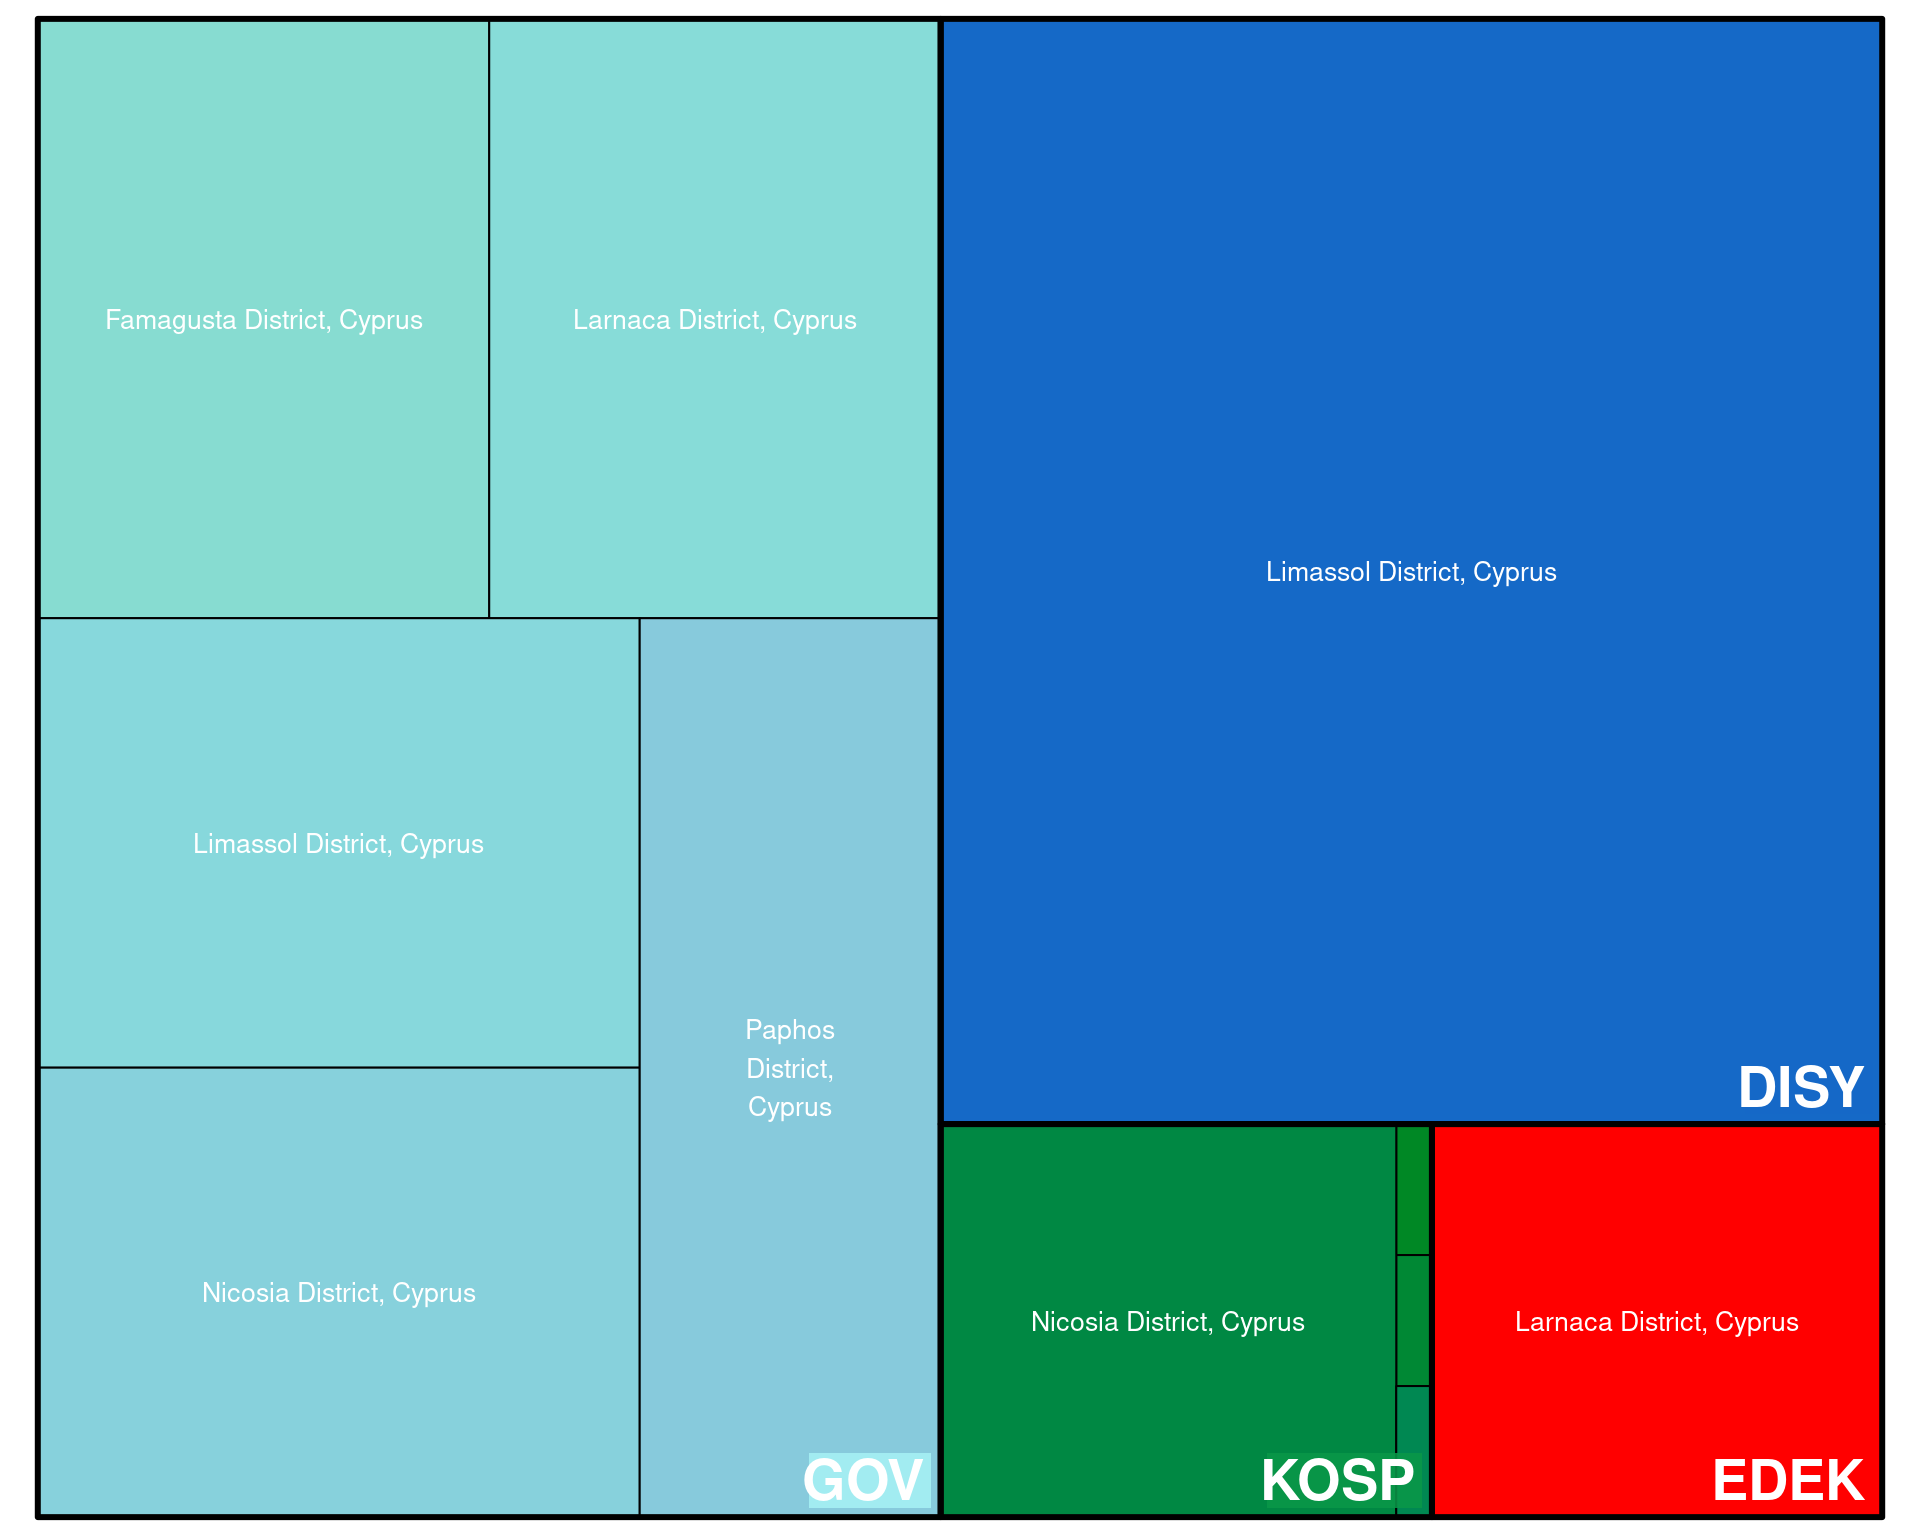 Famagusta District, Cyprus
Larnaca District, Cyprus
Limassol District, Cyprus
Nicosia District, Cyprus
Paphos
District,
Cyprus
GOV
Limassol District, Cyprus
DISY
Nicosia District, Cyprus
KOSP
Larnaca District, Cyprus
EDEK